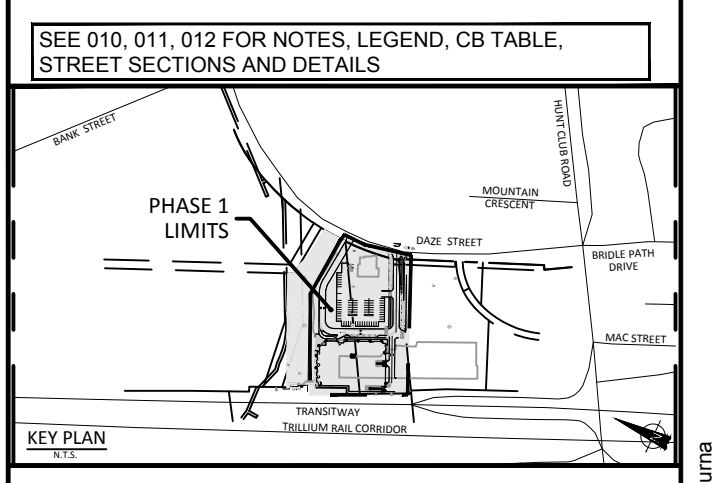 SEE 010, 011, 012 FOR NOTES, LEGEND, CB TABLE,
STREET SECTIONS AND DETAILS
BANK STREET
HUNT CLUB ROAD
MOUNTAIN
CRESCENT
PHASE 1
LIMITS
DAZE STREET
BRIDLE PATH
DRIVE
MAC STREET
TRANSITWAY
TRILLIUM RAIL CORRIDOR
KEY PLAN
N.T.S.
urna